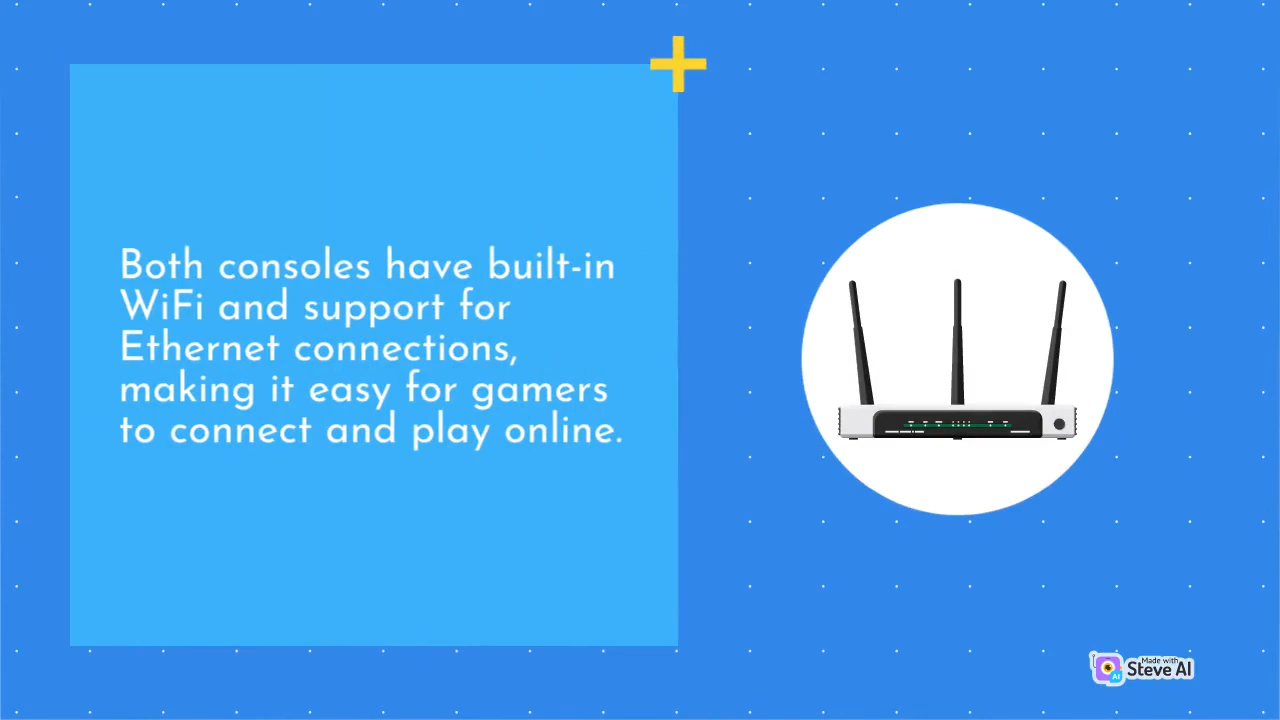 Both consoles have built-in
WiFi and support for
Ethernet connections,
making it easy for gamers
to connect and play online.
Made with
Steve AI
AI